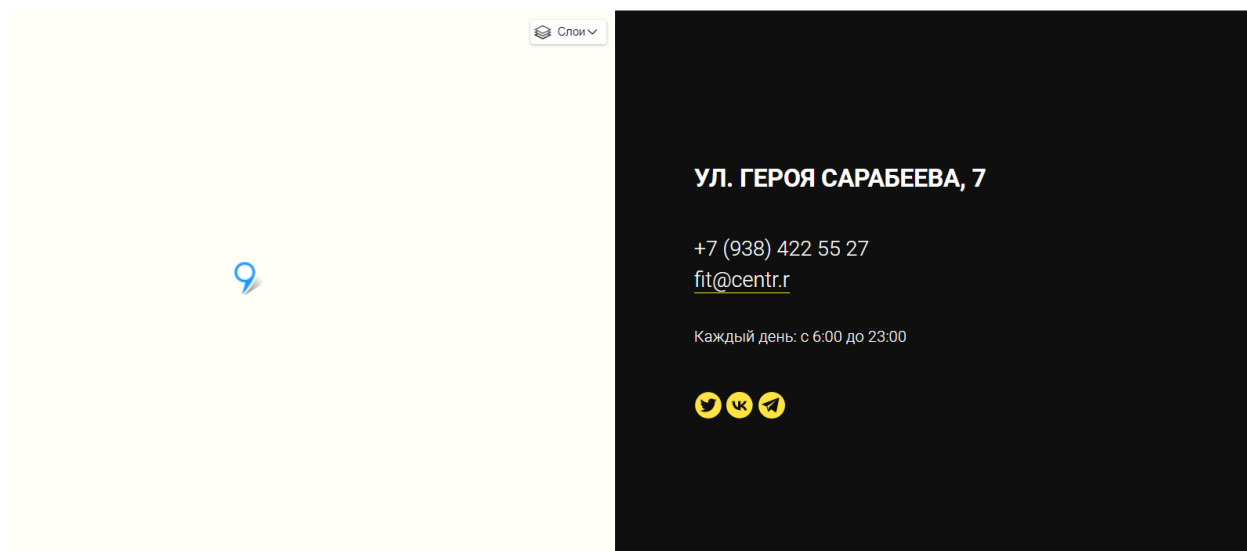 Слои
УЛ. ГЕРОЯ САРАБЕЕВА, 7
+7 (938) 422 55 27
fit@centr.r
Каждый день: с 6:00 до 23:00